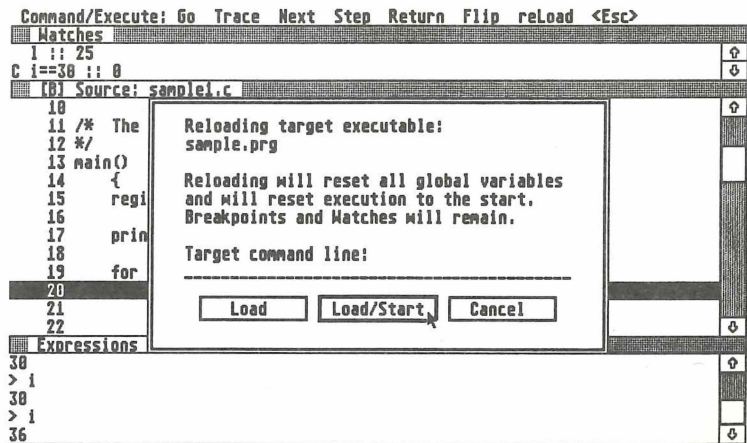 Command/Execute: Go Trace Next Step Return Flip reLoad <Esc>
Watches
1 :: 25
C i==30 :: 0
[B] Source: sample1.c
10
11 /* The
12 */
13 main()
14 {
15 regi
16
17 prin
18
19 for
20
21
22
Reloading target executable:
sample.prg
Reloading will reset all global variables
and will reset execution to the start.
Breakpoints and Watches will remain.
Target command line:
Load Load/Start Cancel
Expressions
30
> i
30
> i
36